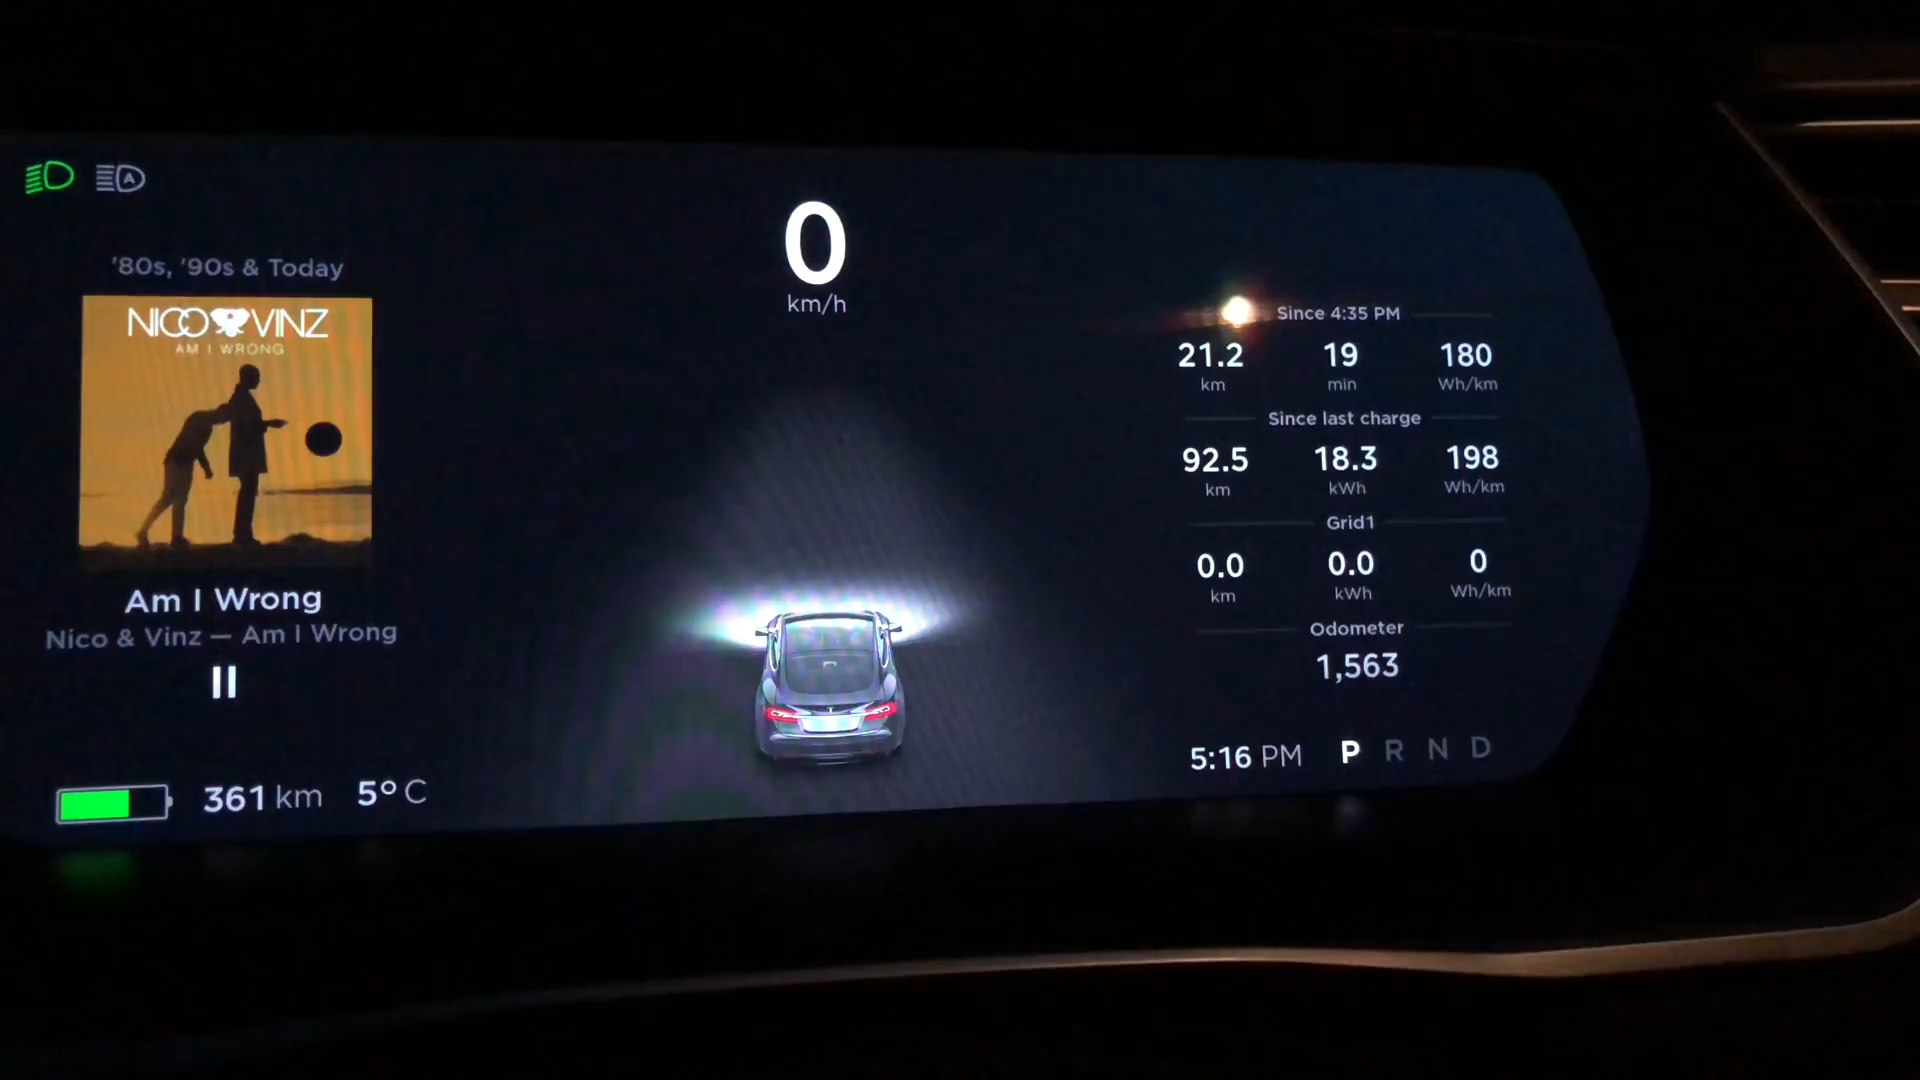 A
'80s, '90s & Today
NICO VINZ
AM I WRONG
Am I Wrong
Nico & Vinz — Am I Wrong
361 km 5° C
0
km/h
Since 4:35 PM
21.2 19 180
km min Wh/km
Since last charge
92.5 18.3 198
km kWh Wh/km
Grid1
0.0 0.0 0
km kWh Wh/km
Odometer
1,563
5:16 PM P R N D